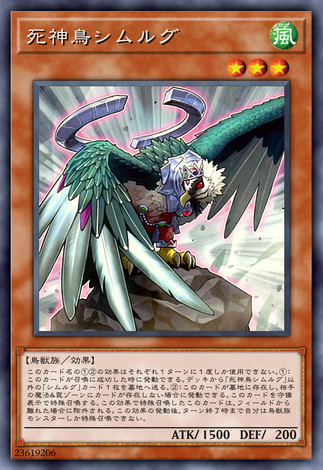 死神鳥シムルグ
風
【鳥獣族／効果】
このカード名の①②の効果はそれぞれ１ターンに１度しか使用できない。①：
このカードが召喚に成功した時に発動できる。デッキから「死神鳥シムルグ」以
外の「シムルグ」カード１枚を墓地へ送る。②：このカードが墓地に存在し、相手
の魔法＆罠ゾーンにカードが存在しない場合に発動できる。このカードを守備
表示で特殊召喚する。この効果で特殊召喚したこのカードは、フィールドから
離れた場合に除外される。この効果の発動後、ターン終了時まで自分は鳥獣族
モンスターしか特殊召喚できない。
ATK/ 1500 DEF/ 200
23619206